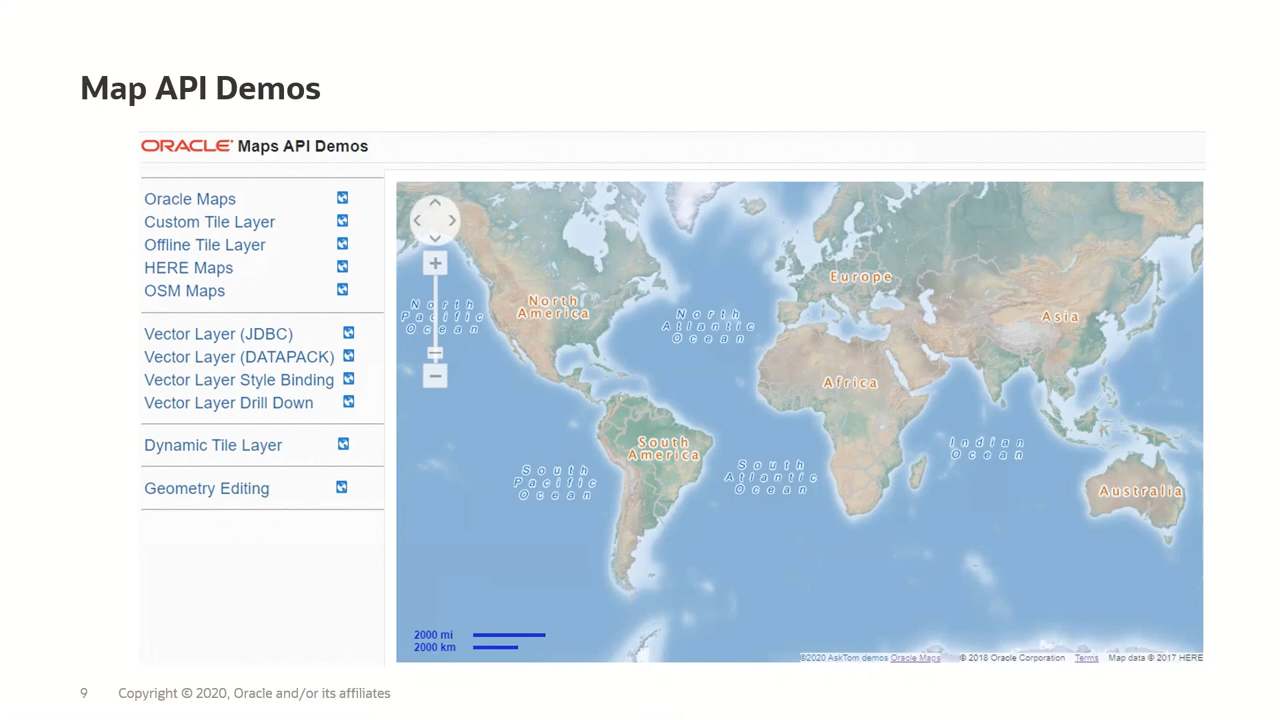 Map API Demos
ORACLE Maps API Demos
Oracle Maps
Custom Tile Layer
Offline Tile Layer
HERE Maps
OSM Maps
Vector Layer (JDBC)
Vector Layer (DATAPACK)
Vector Layer Style Binding
Vector Layer Drill Down
Dynamic Tile Layer
Geometry Editing
North
Pacific
Ocean
North
America
North
Atlantic
Ocean
Europe
Asia
Africa
South
America
Indian
Ocean
South
Pacific
Ocean
South
Atlantic
Ocean
Australia
2000 mi
2000 km
©2020 AskTom demos Oracle Maps © 2018 Oracle Corporation Terms Map data © 2017 HERE
9 Copyright © 2020, Oracle and/or its affiliates